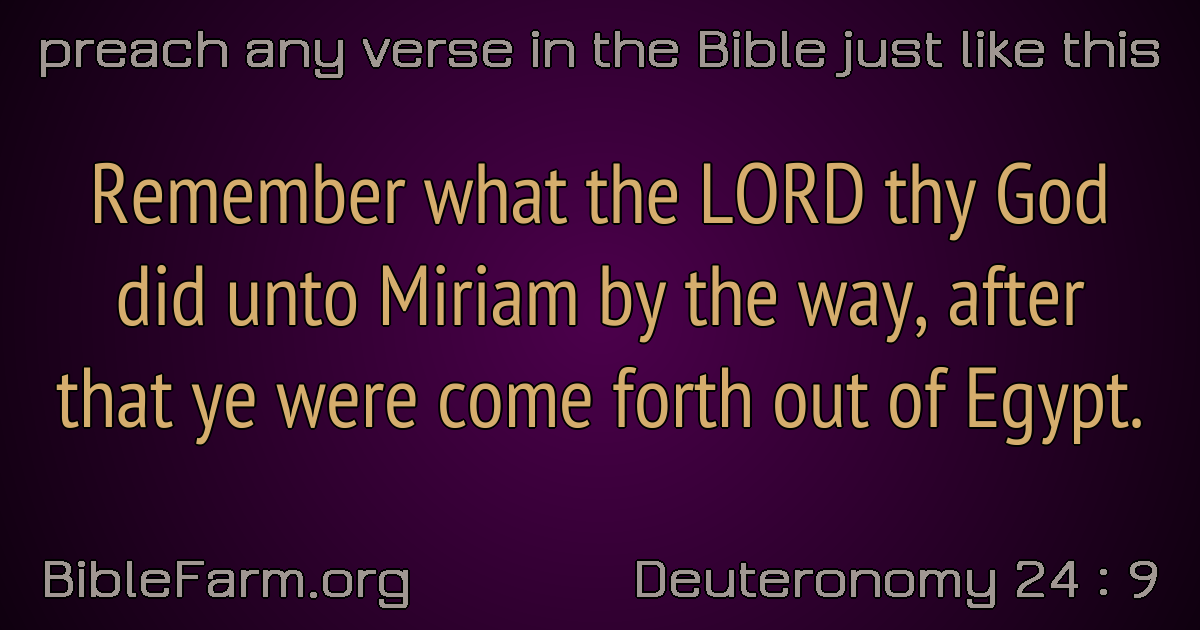 preach any verse in the Bible just like this
Remember what the LORD thy God
did unto Miriam by the way, after
that ye were come forth out of Egypt.
BibleFarm.org
Deuteronomy 24 : 9